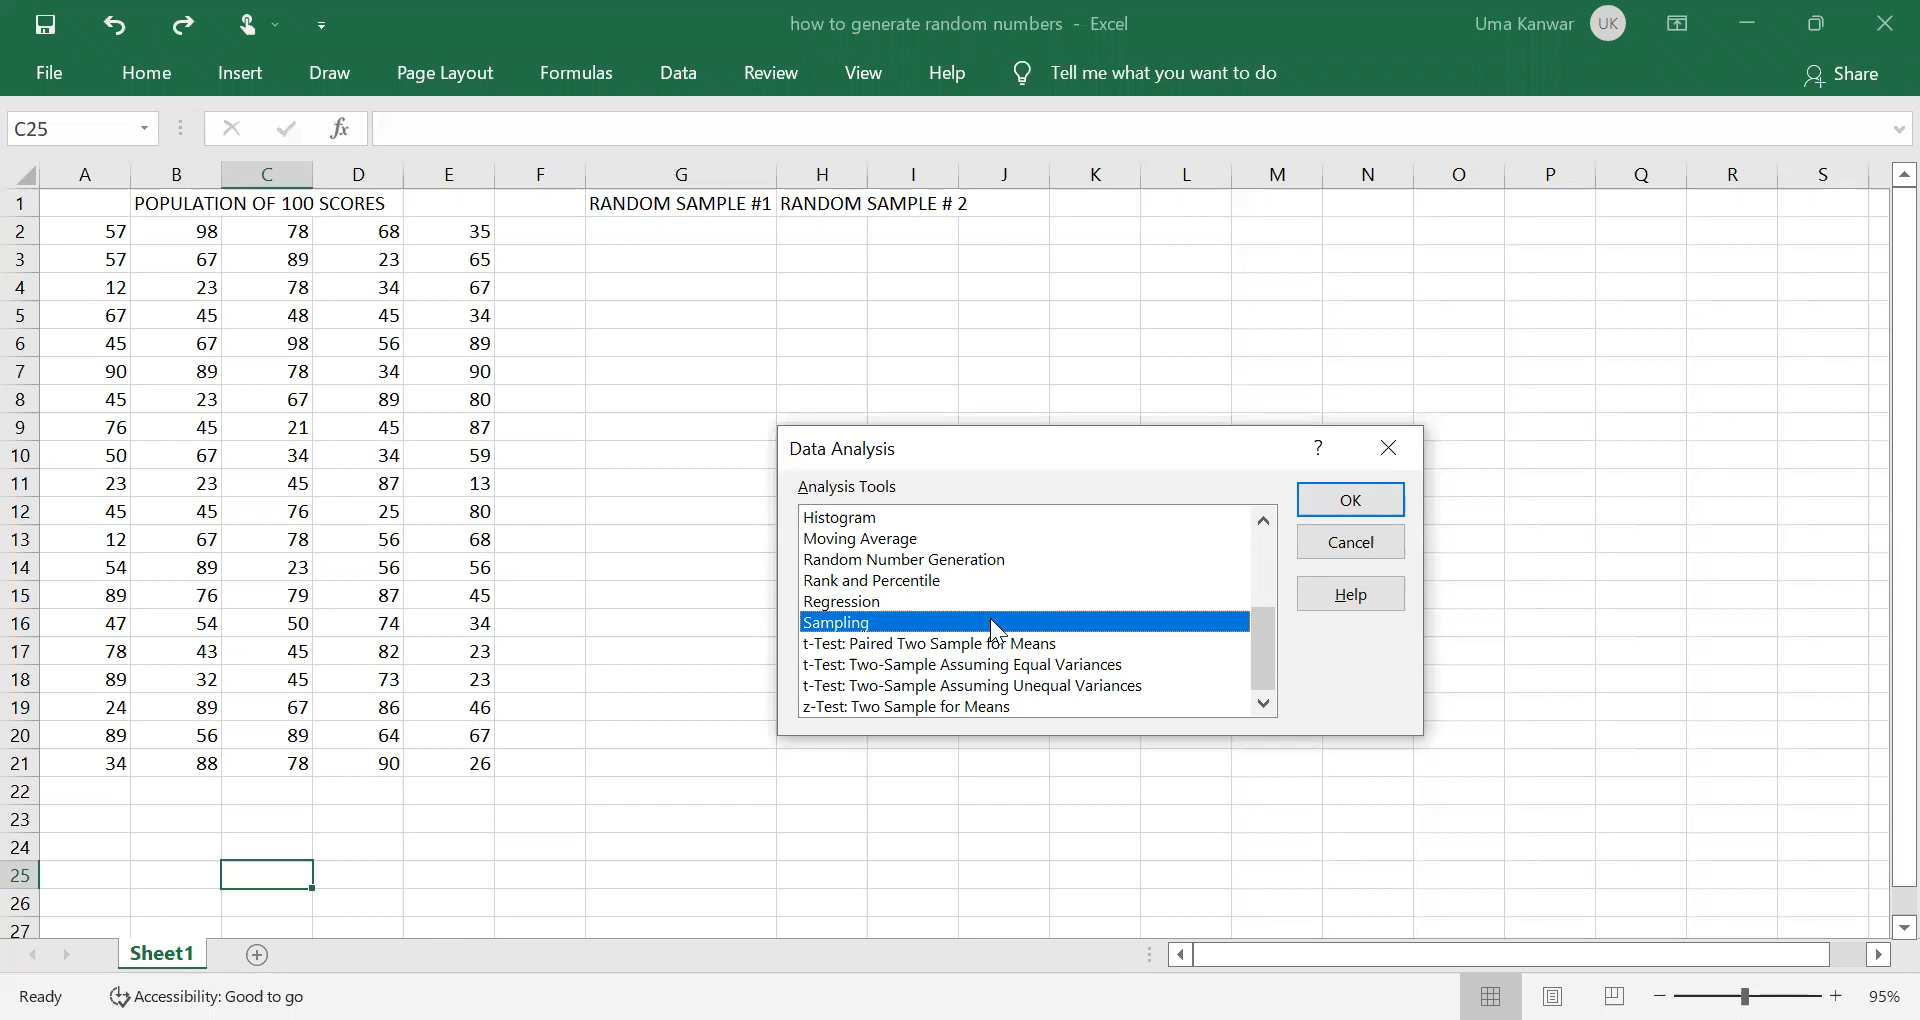 how to generate random numbers - Excel
Uma Kanwar UK
File Home Insert Draw Page Layout Formulas Data Review View Help Tell me what you want to do Share
C25 fx
A B C D E F G H I J K L M N O P Q R S
1 POPULATION OF 100 SCORES RANDOM SAMPLE #1 RANDOM SAMPLE # 2
2 57 98 78 68 35
3 57 67 89 23 65
4 12 23 78 34 67
5 67 45 48 45 34
6 45 67 98 56 89
7 90 89 78 34 90
8 45 23 67 89 80
9 76 45 21 45 87
10 50 67 34 34 59
11 23 23 45 87 13
12 45 45 76 25 80
13 12 67 78 56 68
14 54 89 23 56 56
15 89 76 79 87 45
16 47 54 50 74 34
17 78 43 45 82 23
18 89 32 45 73 23
19 24 89 67 86 46
20 89 56 89 64 67
21 34 88 78 90 26
22
23
24
25
26
27
Data Analysis ?
Analysis Tools
Histogram
Moving Average
Random Number Generation
Rank and Percentile
Regression
Sampling
t-Test: Paired Two Sample for Means
t-Test: Two-Sample Assuming Equal Variances
t-Test: Two-Sample Assuming Unequal Variances
z-Test: Two Sample for Means
OK
Cancel
Help
Sheet1
Ready Accessibility: Good to go 95%